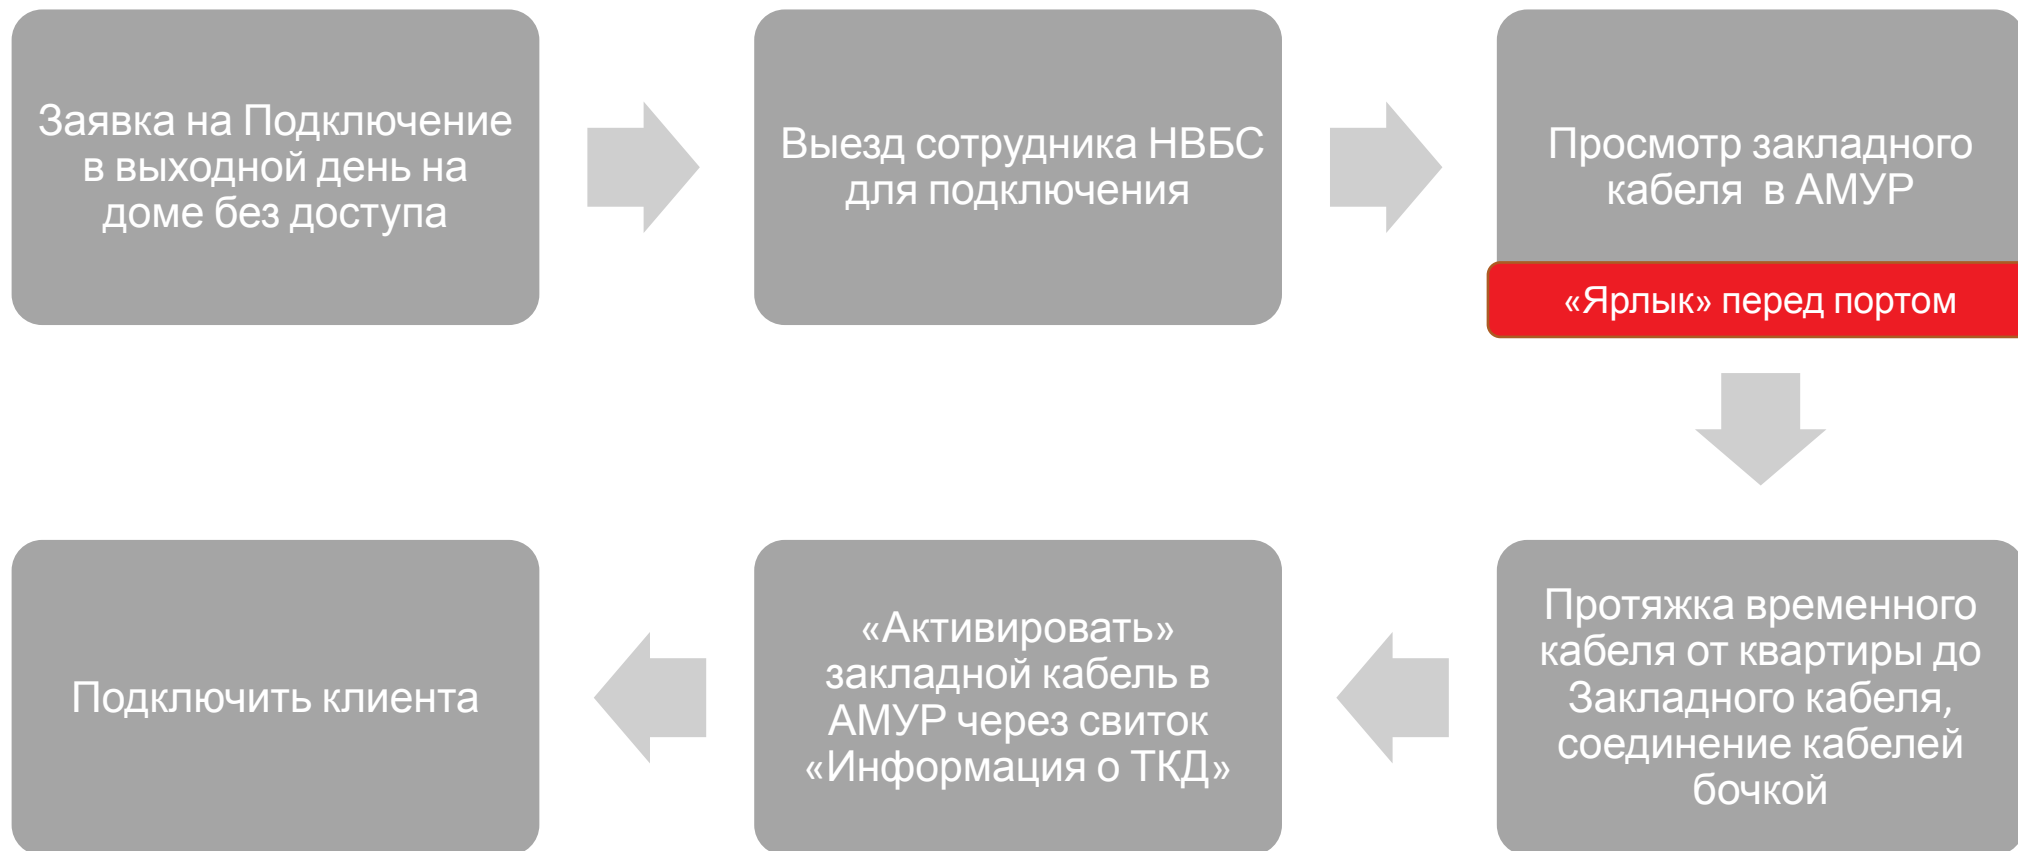 Заявка на Подключение
в выходной день на
доме без доступа
Выезд сотрудника НВБС
для подключения
Просмотр закладного
кабеля в АМУР
«Ярлык» перед портом
Протяжка временного
кабеля от квартиры до
Закладного кабеля,
соединение кабелей
бочкой
«Активировать»
закладной кабель в
АМУР через свиток
«Информация о ТКД»
Подключить клиента